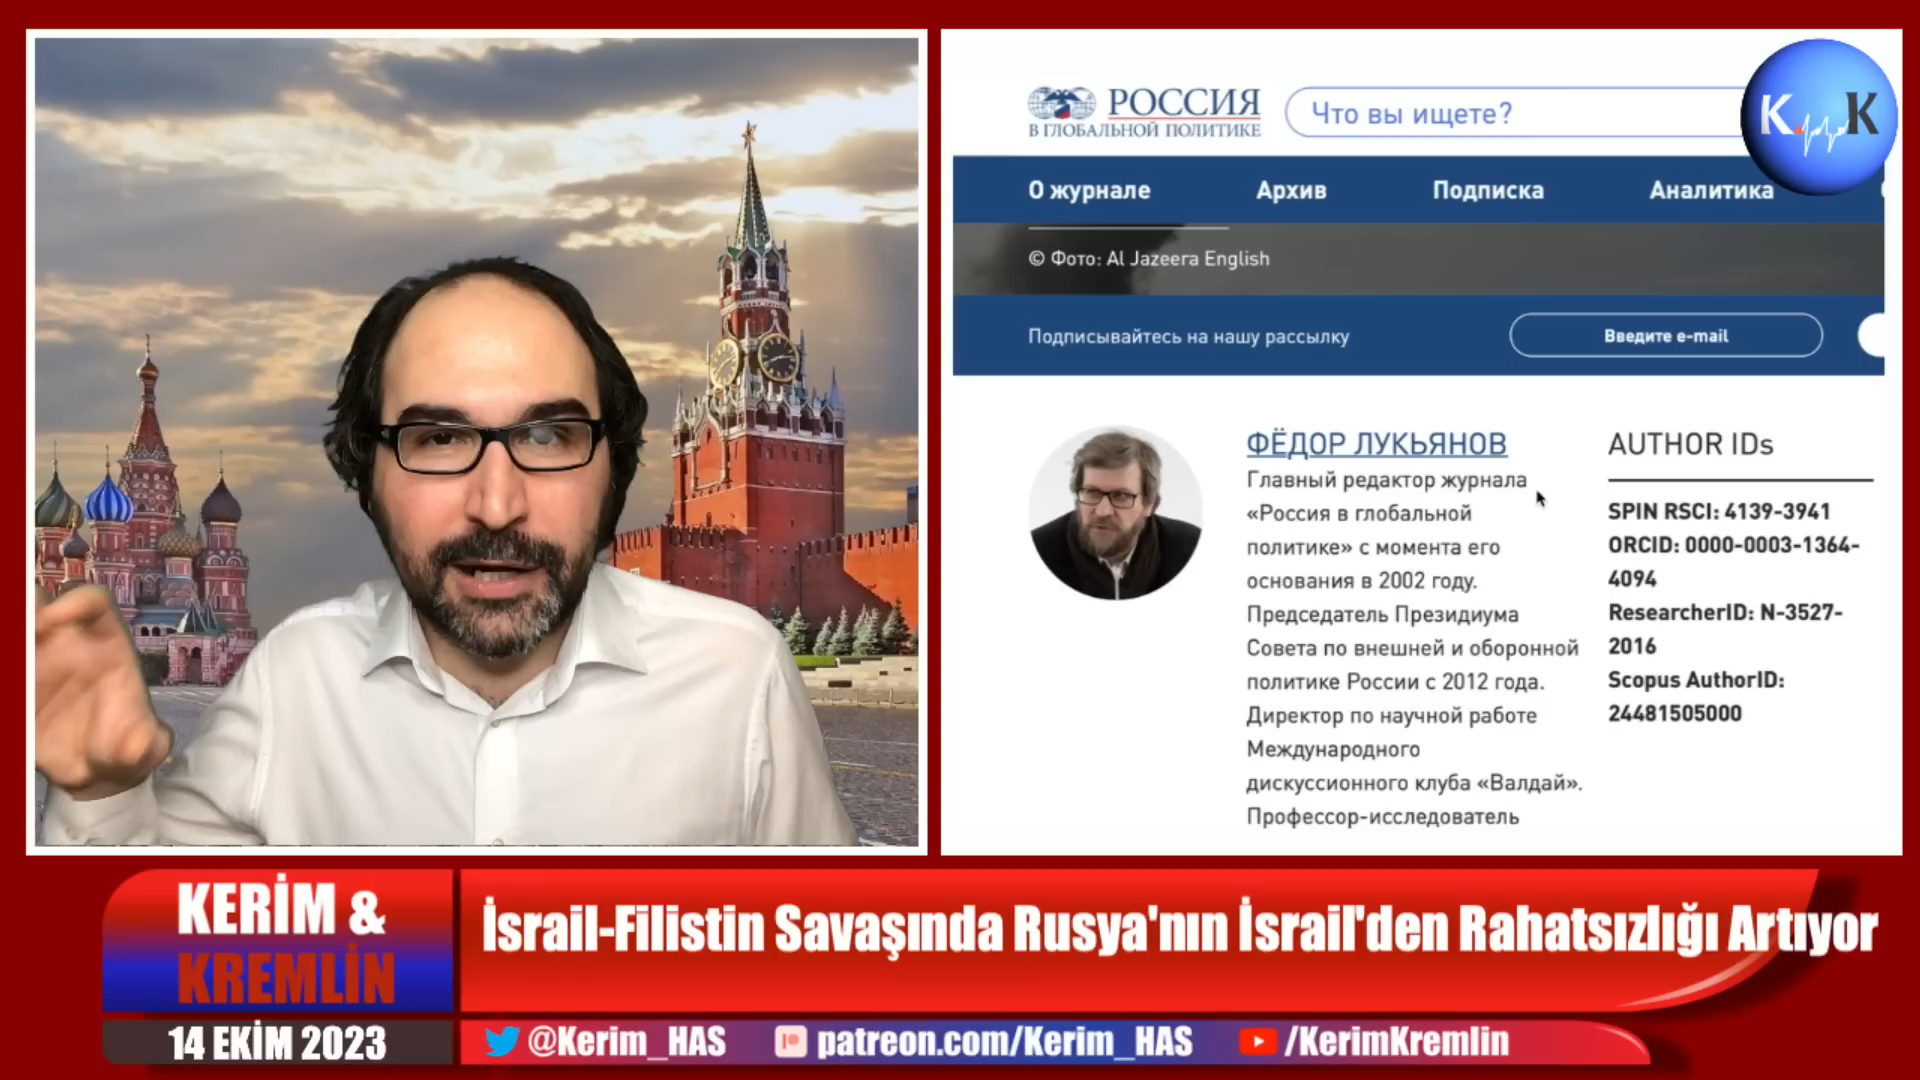 РОССИЯ
В ГЛОБАЛЬНОЙ ПОЛИТИКЕ
Что вы ищете?
K K
О журнале Архив Подписка Аналитика
© Фото: Al Jazeera English
Подписывайтесь на нашу рассылку
Введите e-mail
ФЁДОР ЛУКЬЯНОВ
Главный редактор журнала
«Россия в глобальной
политике» с момента его
основания в 2002 году.
Председатель Президиума
Совета по внешней и оборонной
политике России с 2012 года.
Директор по научной работе
Международного
дискуссионного клуба «Валдай».
Профессор-исследователь
AUTHOR IDs
SPIN RSCI: 4139-3941
ORCID: 0000-0003-1364-
4094
ResearcherID: N-3527-
2016
Scopus AuthorID:
24481505000
KERİM &
KREMLİN
İsrail-Filistin Savaşında Rusya'nın İsrail'den Rahatsızlığı Artıyor
14 EKİM 2023
@Kerim_HAS patreon.com/Kerim_HAS /KerimKremlin